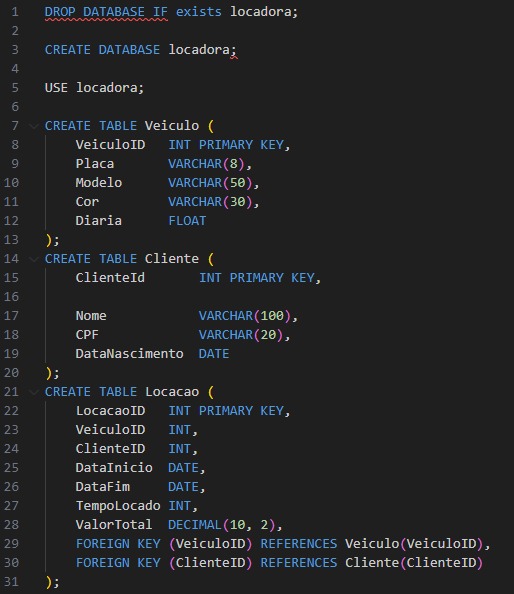 1 DROP DATABASE IF exists locadora;
2
3 CREATE DATABASE locadora;
4
5 USE locadora;
6
7 CREATE TABLE Veiculo (
8     VeiculoID   INT PRIMARY KEY,
9     Placa       VARCHAR(8),
10     Modelo      VARCHAR(50),
11     Cor         VARCHAR(30),
12     Diaria      FLOAT
13 );
14 CREATE TABLE Cliente (
15     ClienteId       INT PRIMARY KEY,
16
17     Nome            VARCHAR(100),
18     CPF             VARCHAR(20),
19     DataNascimento  DATE
20 );
21 CREATE TABLE Locacao (
22     LocacaoID   INT PRIMARY KEY,
23     VeiculoID   INT,
24     ClienteID   INT,
25     DataInicio  DATE,
26     DataFim     DATE,
27     TempoLocado INT,
28     ValorTotal  DECIMAL(10, 2),
29     FOREIGN KEY (VeiculoID) REFERENCES Veiculo(VeiculoID),
30     FOREIGN KEY (ClienteID) REFERENCES Cliente(ClienteID)
31 );